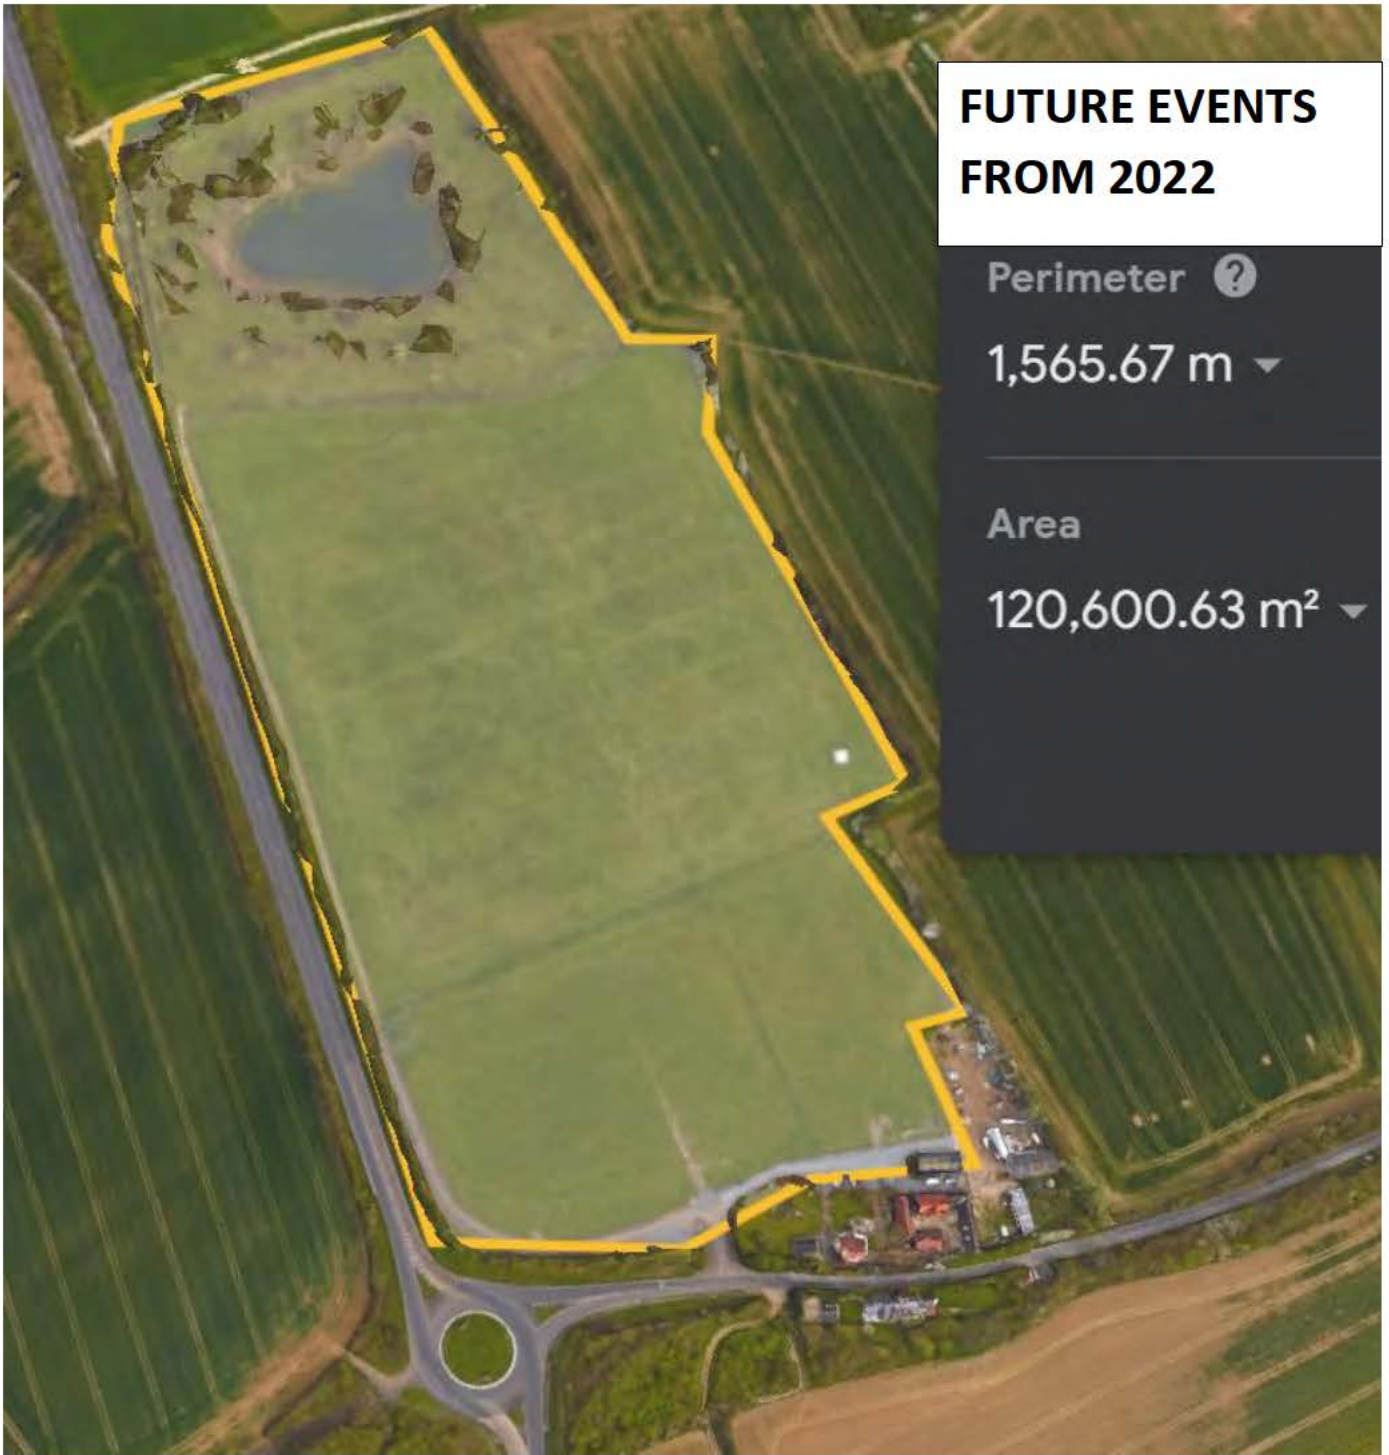 FUTURE EVENTS
FROM 2022
Perimeter ?
1,565.67 m
Area
120,600.63 m²